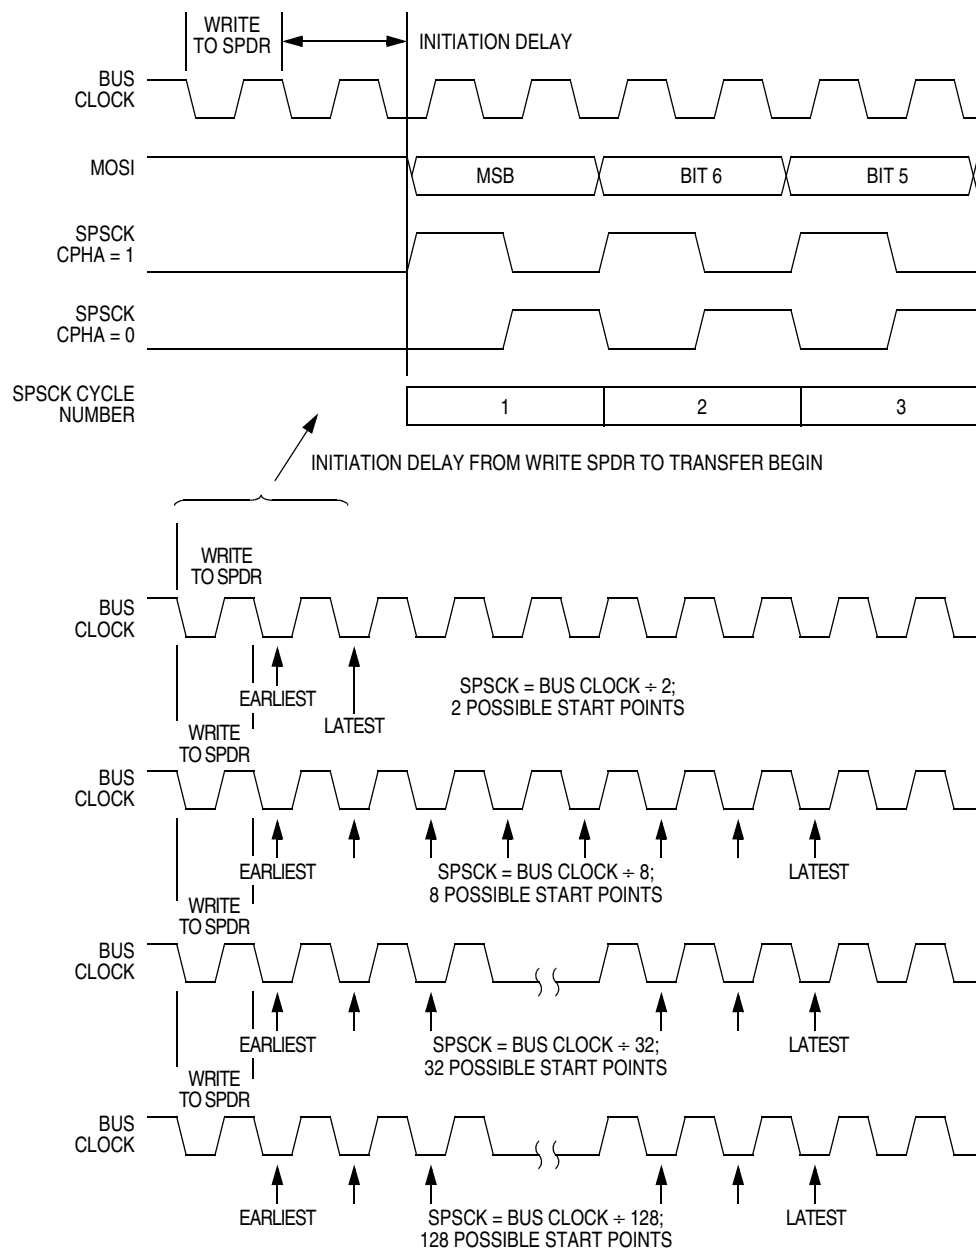 WRITE
TO SPDR
INITIATION DELAY
BUS
CLOCK
MOSI
MSB
BIT 6
BIT 5
SPSCK
CPHA = 1
SPSCK
CPHA = 0
SPSCK CYCLE
NUMBER
1
2
3
INITIATION DELAY FROM WRITE SPDR TO TRANSFER BEGIN
WRITE
TO SPDR
BUS
CLOCK
EARLIEST
LATEST
SPSCK = BUS CLOCK ÷ 2;
2 POSSIBLE START POINTS
WRITE
TO SPDR
BUS
CLOCK
EARLIEST
SPSCK = BUS CLOCK ÷ 8;
8 POSSIBLE START POINTS
LATEST
WRITE
TO SPDR
BUS
CLOCK
EARLIEST
SPSCK = BUS CLOCK ÷ 32;
32 POSSIBLE START POINTS
LATEST
WRITE
TO SPDR
BUS
CLOCK
EARLIEST
SPSCK = BUS CLOCK ÷ 128;
128 POSSIBLE START POINTS
LATEST